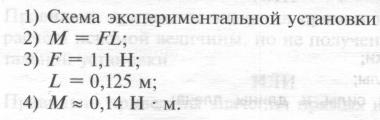 1) Схема экспериментальной установки
2) M = FL;
3) F = 1,1 Н;
L = 0,125 м;
4) M ≈ 0,14 Н · м.